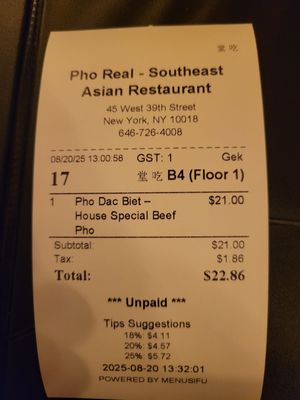 堂 吃
Pho Real - Southeast
Asian Restaurant
45 West 39th Street
New York, NY 10018
646-726-4008
08/20/25 13:00:58 GST: 1 Gek
17 堂 吃 B4 (Floor 1)
1 Pho Dac Biet – $21.00
House Special Beef
Pho
Subtotal: $21.00
Tax: $1.86
Total: $22.86
*** Unpaid ***
Tips Suggestions
18%: $4.11
20%: $4.57
25%: $5.72
2025-08-20 13:32:01
POWERED BY MENUSIFU